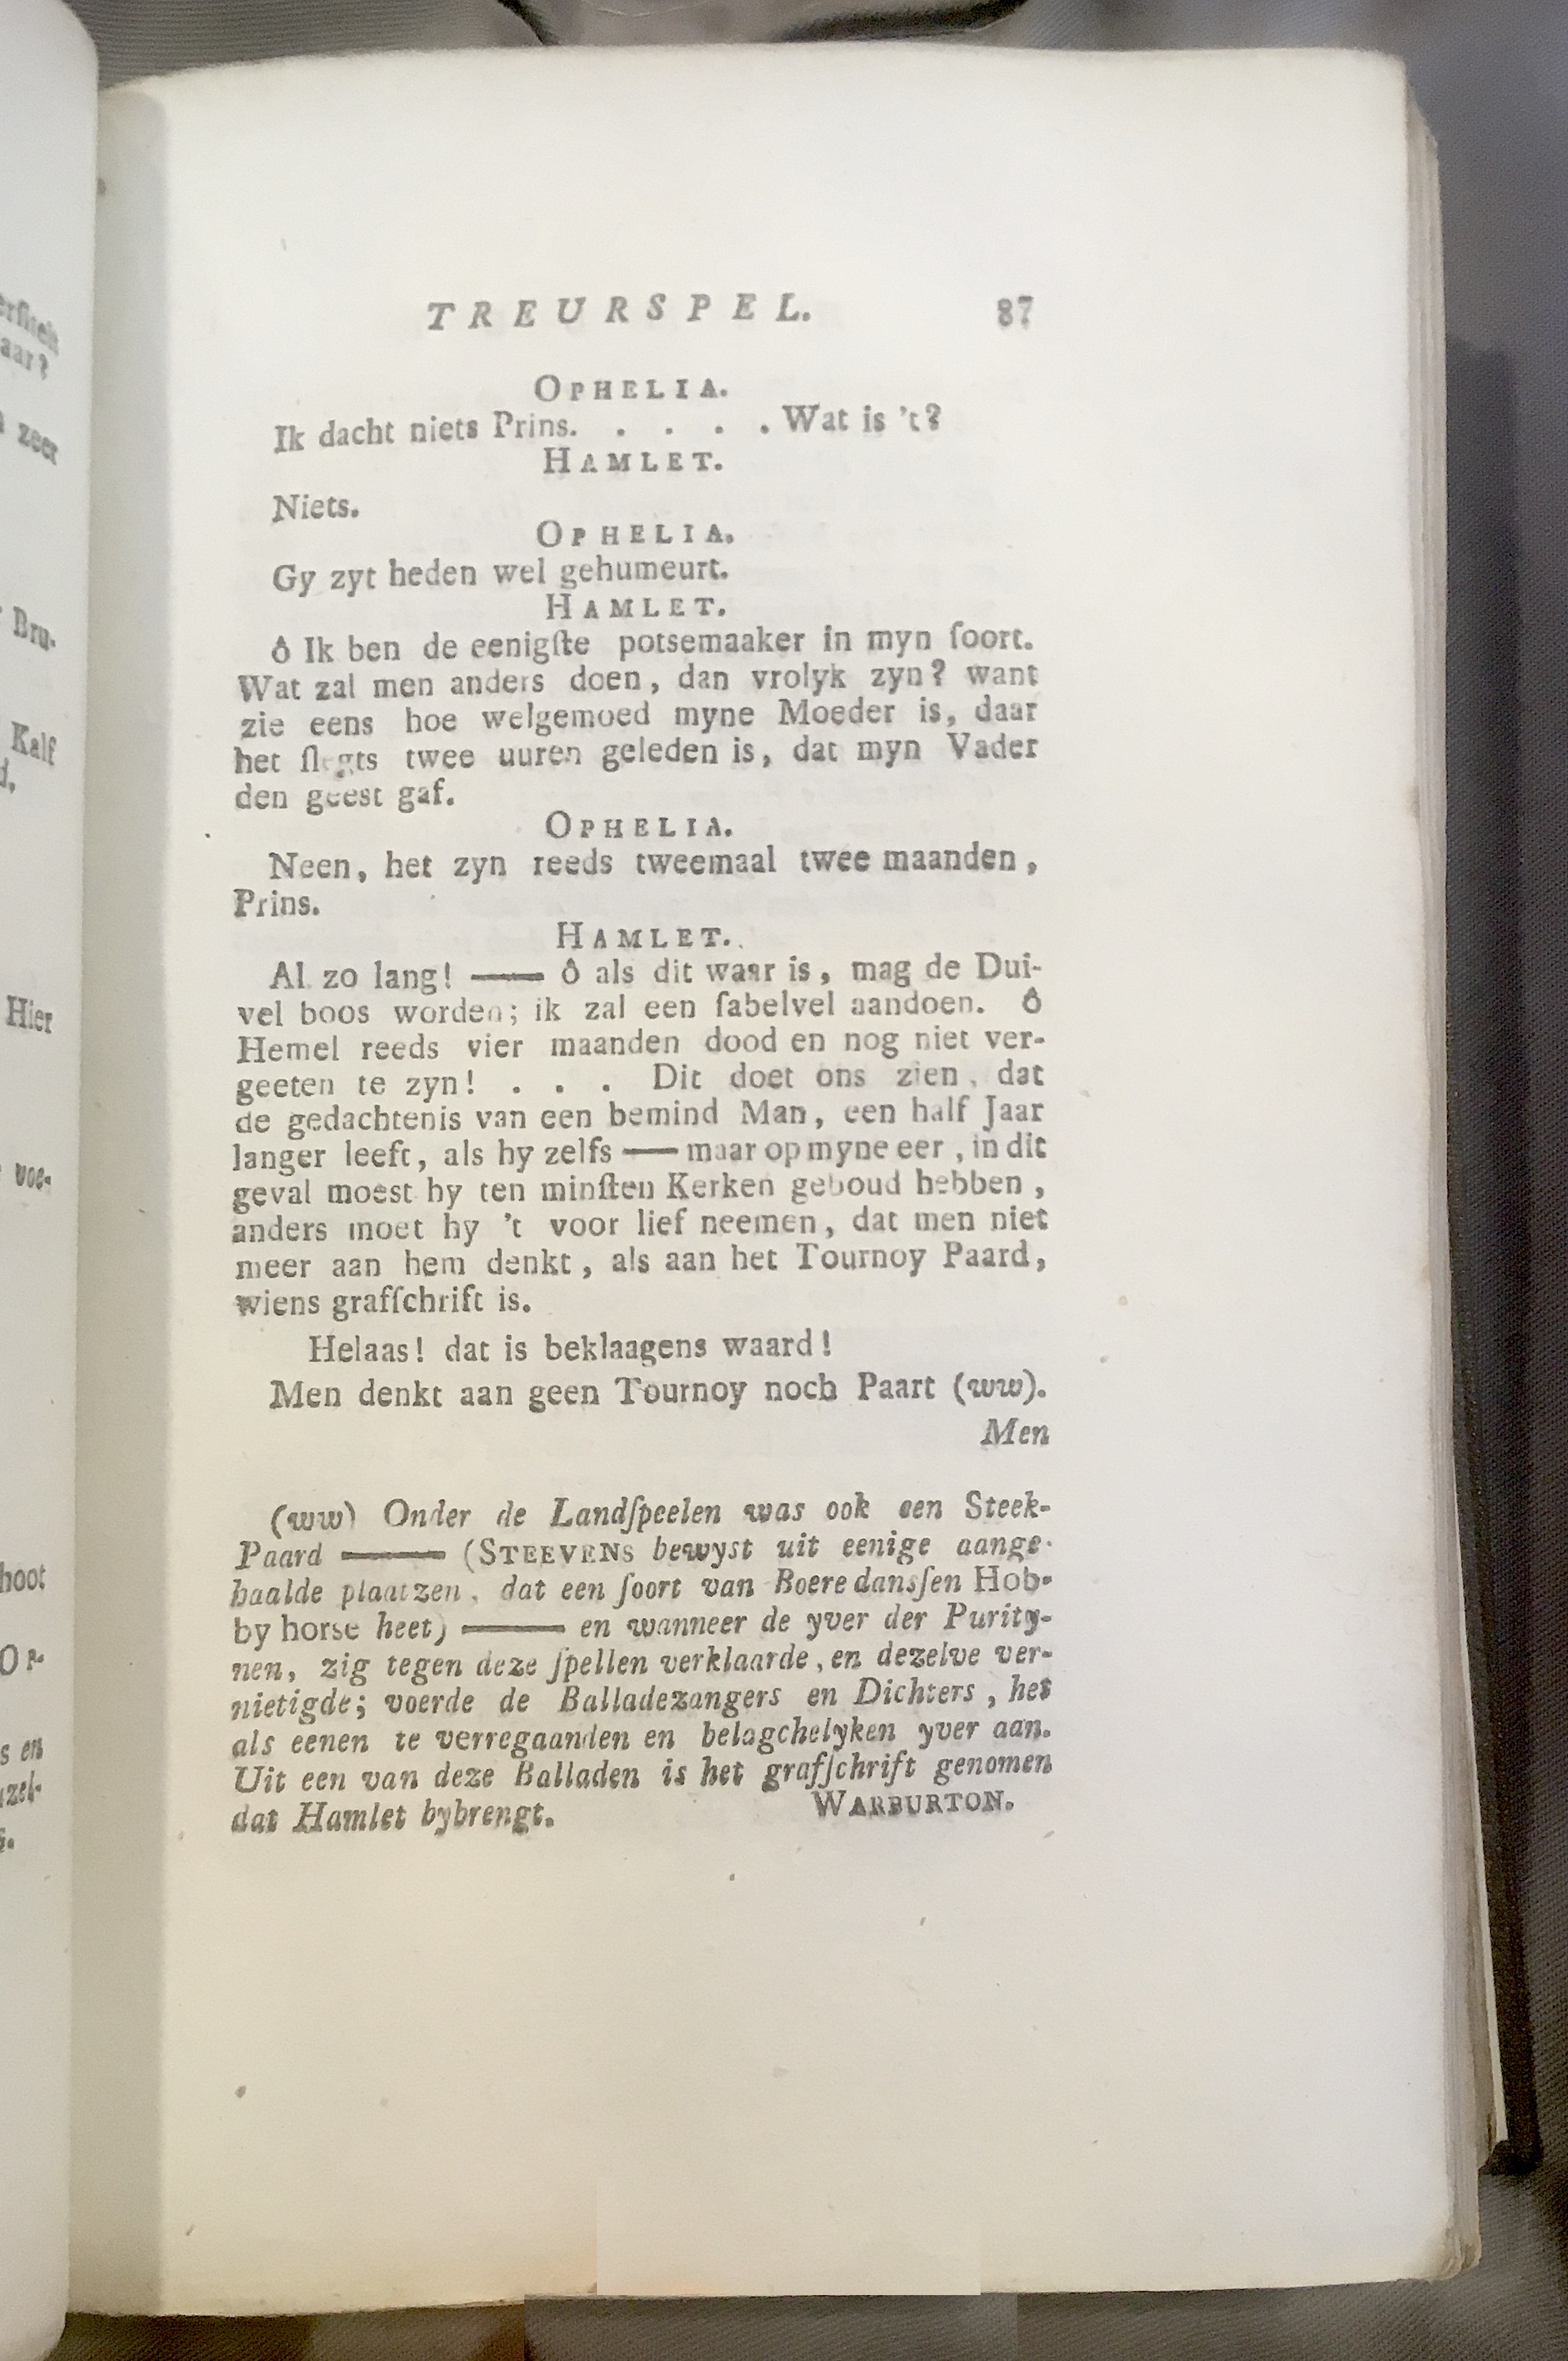 TREURSPEL. 87
OPHELIA.
Ik dacht niets Prins. . . . . Wat is 't?
HAMLET.
Niets.
OPHELIA.
Gy zyt heden wel gehumeurt.
HAMLET.
ô Ik ben de eenigſte potsemaaker in myn ſoort.
Wat zal men anders doen, dan vrolyk zyn? want
zie eens hoe welgemoed myne Moeder is, daar
het ſlegts twee uuren geleden is, dat myn Vader
den geest gaf.
OPHELIA.
Neen, het zyn reeds tweemaal twee maanden,
Prins.
HAMLET.
Al zo lang! —— ô als dit waar is, mag de Dui-
vel boos worden; ik zal een ſabelvel aandoen. ô
Hemel reeds vier maanden dood en nog niet ver-
geeten te zyn! . . . Dit doet ons zien, dat
de gedachtenis van een bemind Man, een half Jaar
langer leeft, als hy zelfs —— maar op myne eer, in dit
geval moest hy ten minſten Kerken geboud hebben,
anders moet hy 't voor lief neemen, dat men niet
meer aan hem denkt, als aan het Tournoy Paard,
wiens grafſchrift is.
Helaas! dat is beklaagens waard!
Men denkt aan geen Tournoy noch Paart (ww).
Men
(ww) Onder de Landſpeelen was ook een Steek-
Paard —— (STEEVENS bewyst uit eenige aange-
haalde plaatzen, dat een ſoort van Boeredansſen Hob-
by horse heet) —— en wanneer de yver der Purity-
nen, zig tegen deze ſpellen verklaarde, en dezelve ver-
nietigde; voerde de Balladezangers en Dichters, het
als eenen te verregaanden en belagchelyken yver aan.
Uit een van deze Balladen is het grafſchrift genomen
dat Hamlet bybrengt. WARBURTON.
aar?
zeer
Bru-
Kalf
d,
Hier
voe-
hoot
s en